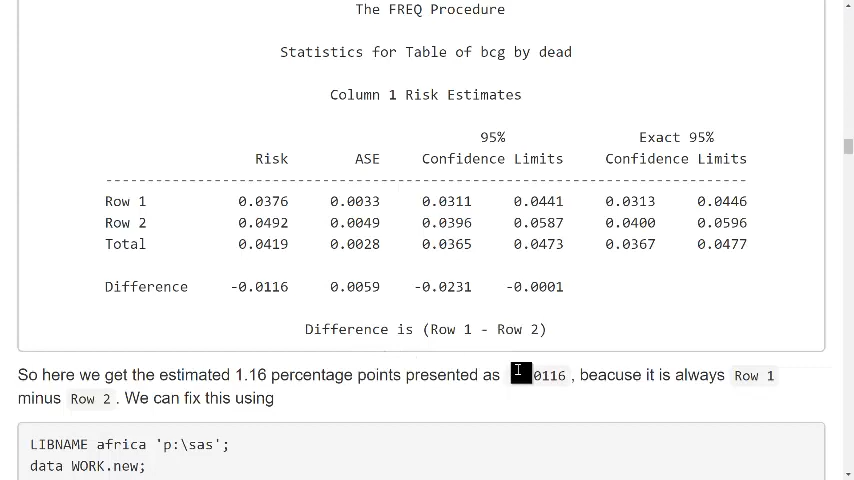 The FREQ Procedure
Statistics for Table of bcg by dead
Column 1 Risk Estimates
95% Exact 95%
Risk ASE Confidence Limits Confidence Limits
Row 1 0.0376 0.0033 0.0311 0.0441 0.0313 0.0446
Row 2 0.0492 0.0049 0.0396 0.0587 0.0400 0.0596
Total 0.0419 0.0028 0.0365 0.0473 0.0367 0.0477
Difference -0.0116 0.0059 -0.0231 -0.0001
Difference is (Row 1 - Row 2)
So here we get the estimated 1.16 percentage points presented as 0116 , beacuse it is always Row 1
minus Row 2 . We can fix this using
LIBNAME africa 'p:\sas';
data WORK.new;